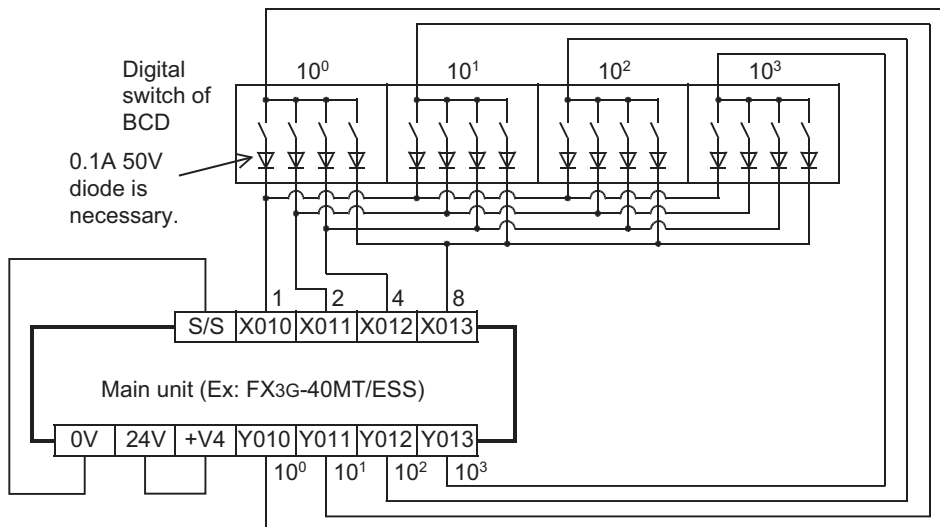 Digital
switch of
BCD
10⁰ 10¹ 10² 10³
0.1A 50V
diode is
necessary.
1 2 4 8
S/S X010 X011 X012 X013
Main unit (Ex: FX3G-40MT/ESS)
0V 24V +V4 Y010 Y011 Y012 Y013
10⁰ 10¹ 10² 10³